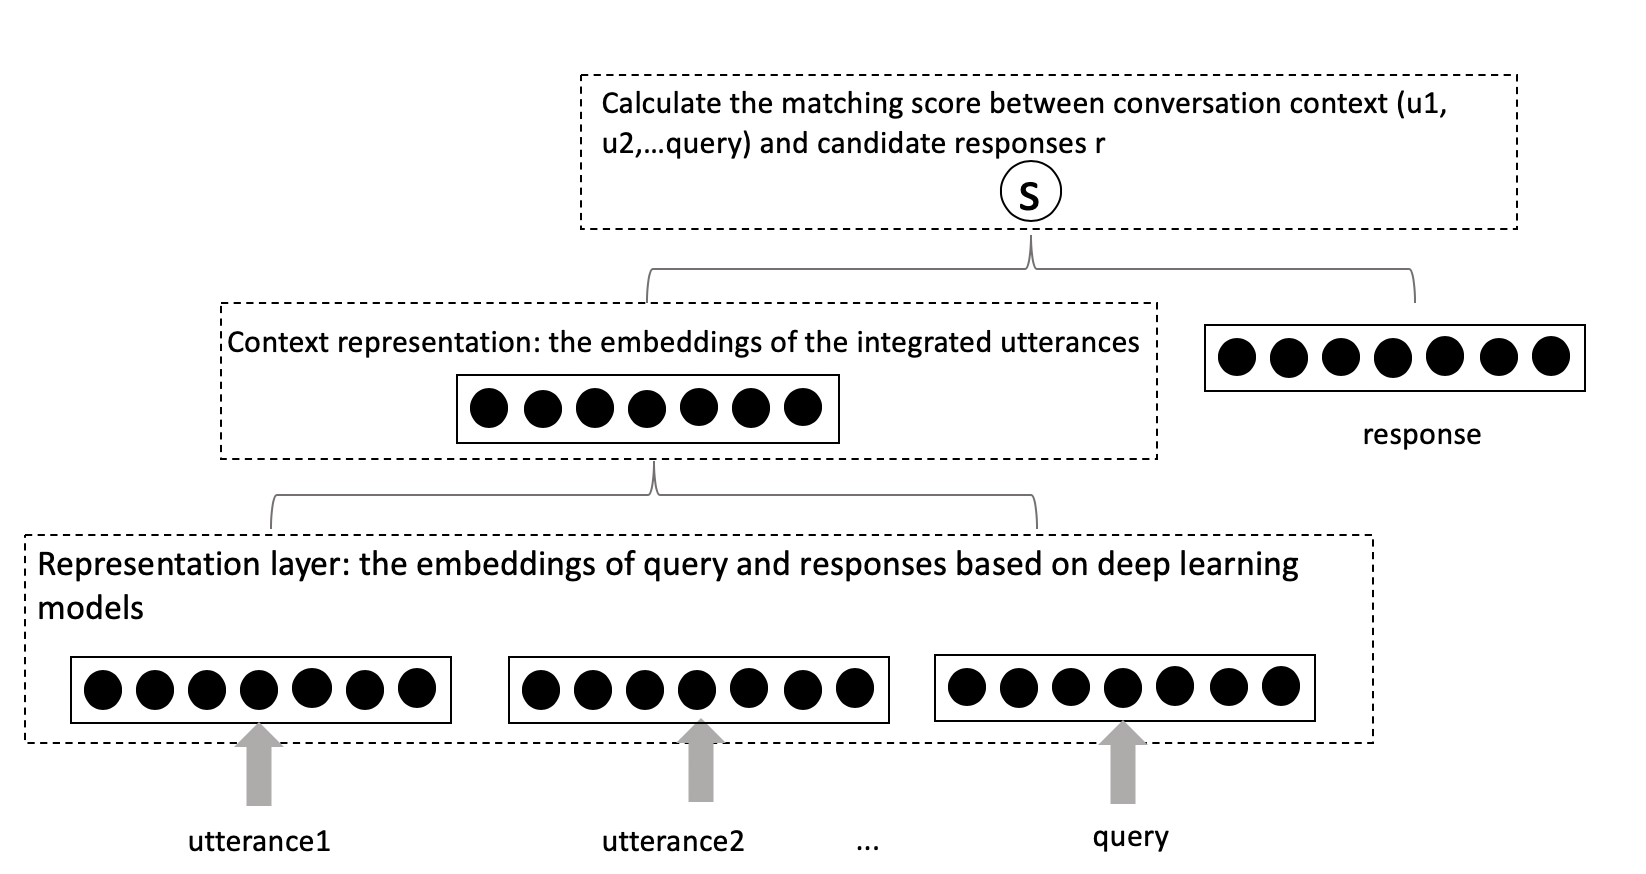 Calculate the matching score between conversation context (u1,
u2,...query) and candidate responses r
S
Context representation: the embeddings of the integrated utterances
response
Representation layer: the embeddings of query and responses based on deep learning
models
utterance1
utterance2
...
query